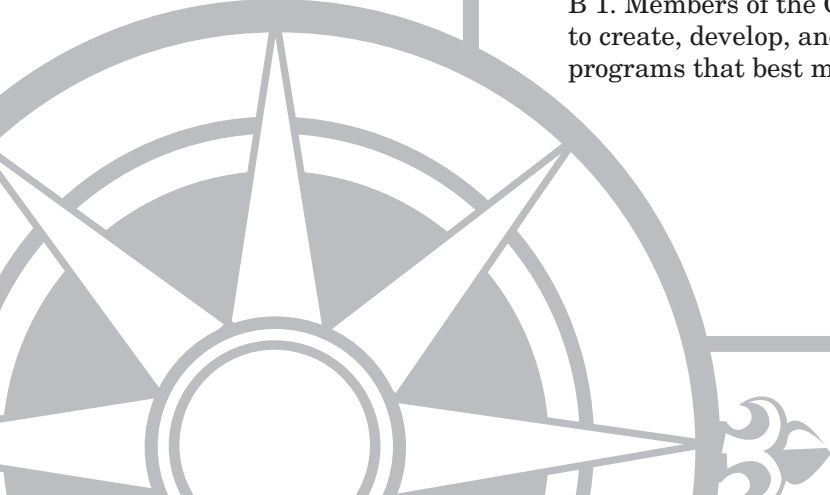 B 1. Members of the
to create, develop, and
programs that best